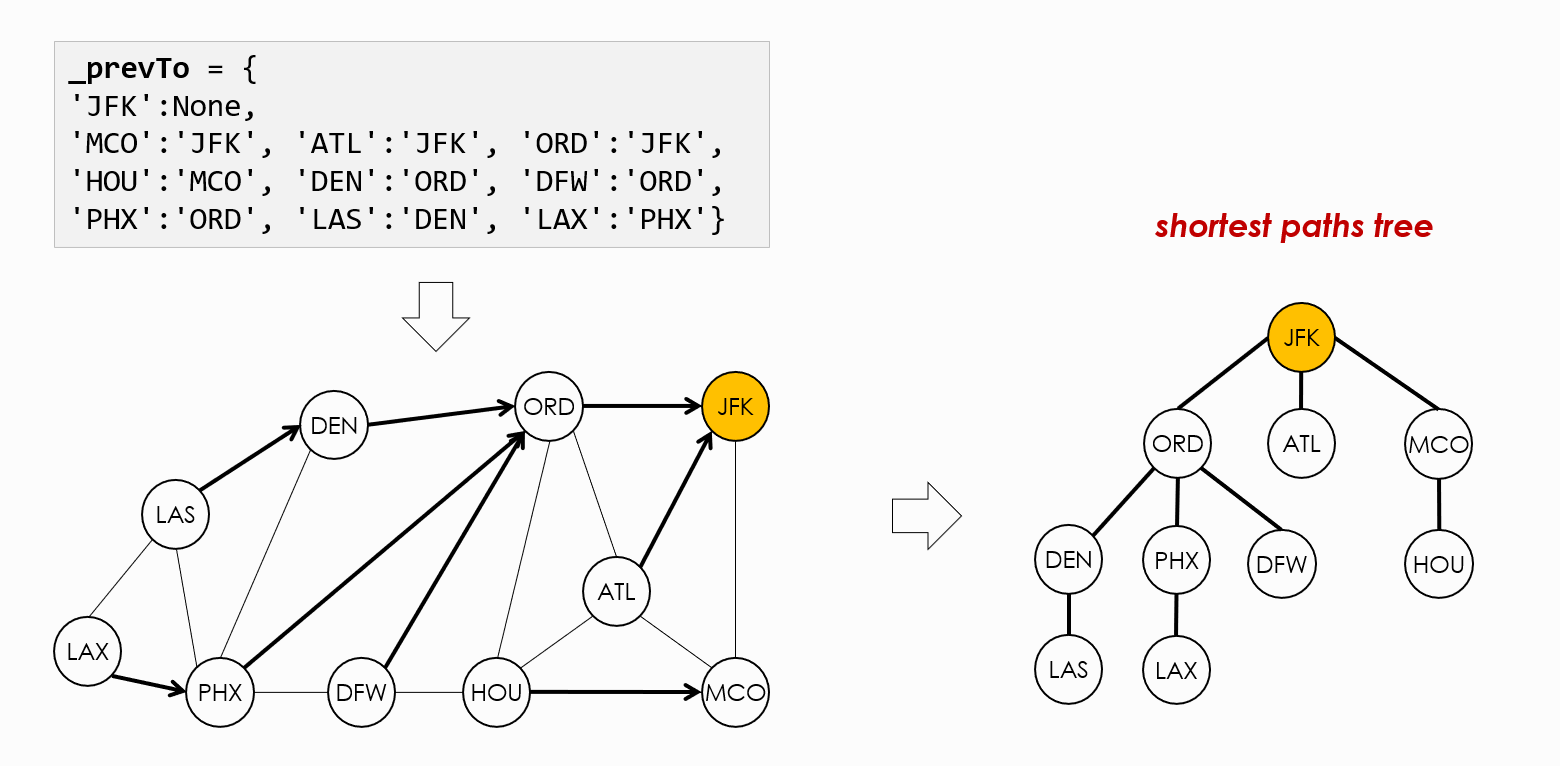 _prevTo = {
'JFK':None,
'MCO':'JFK', 'ATL':'JFK', 'ORD':'JFK',
'HOU':'MCO', 'DEN':'ORD', 'DFW':'ORD',
'PHX':'ORD', 'LAS':'DEN', 'LAX':'PHX'}
ORD
JFK
DEN
LAS
ATL
LAX
PHX
DFW
HOU
MCO
shortest paths tree
JFK
ORD
ATL
MCO
DEN
PHX
DFW
HOU
LAS
LAX